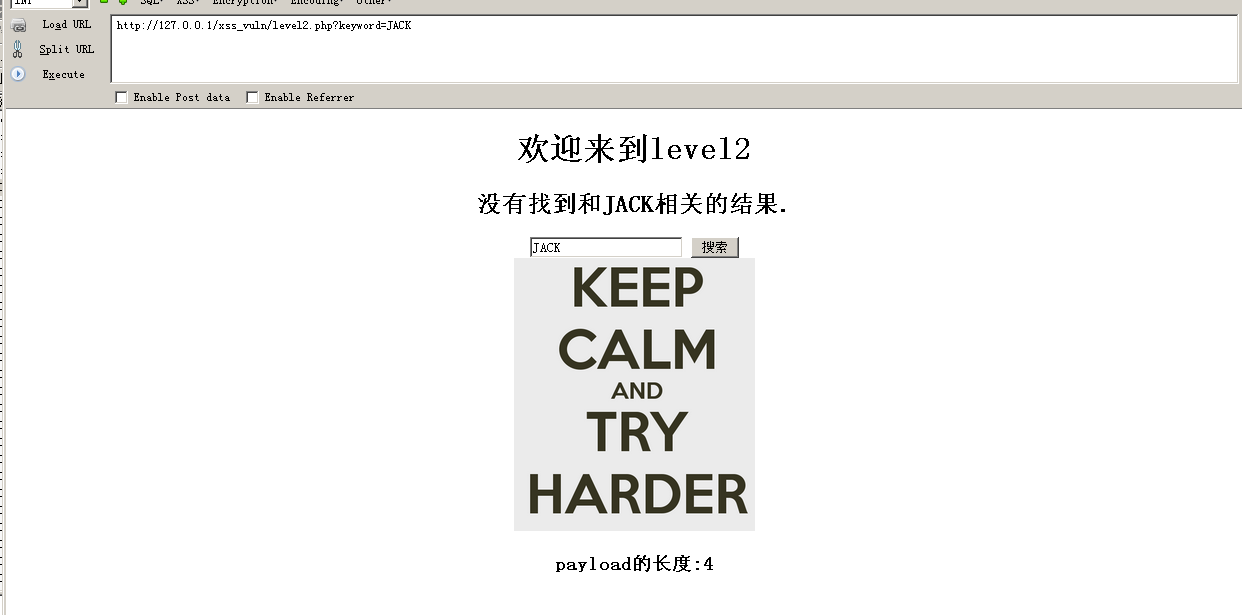 INT SQL▾ XSS▾ Encryption▾ Encoding▾ Other▾
Load URL
http://127.0.0.1/xss_vuln/level2.php?keyword=JACK
Split URL
Execute
Enable Post data Enable Referrer
欢迎来到level2
没有找到和JACK相关的结果.
JACK 搜索
KEEP
CALM
AND
TRY
HARDER
payload的长度:4